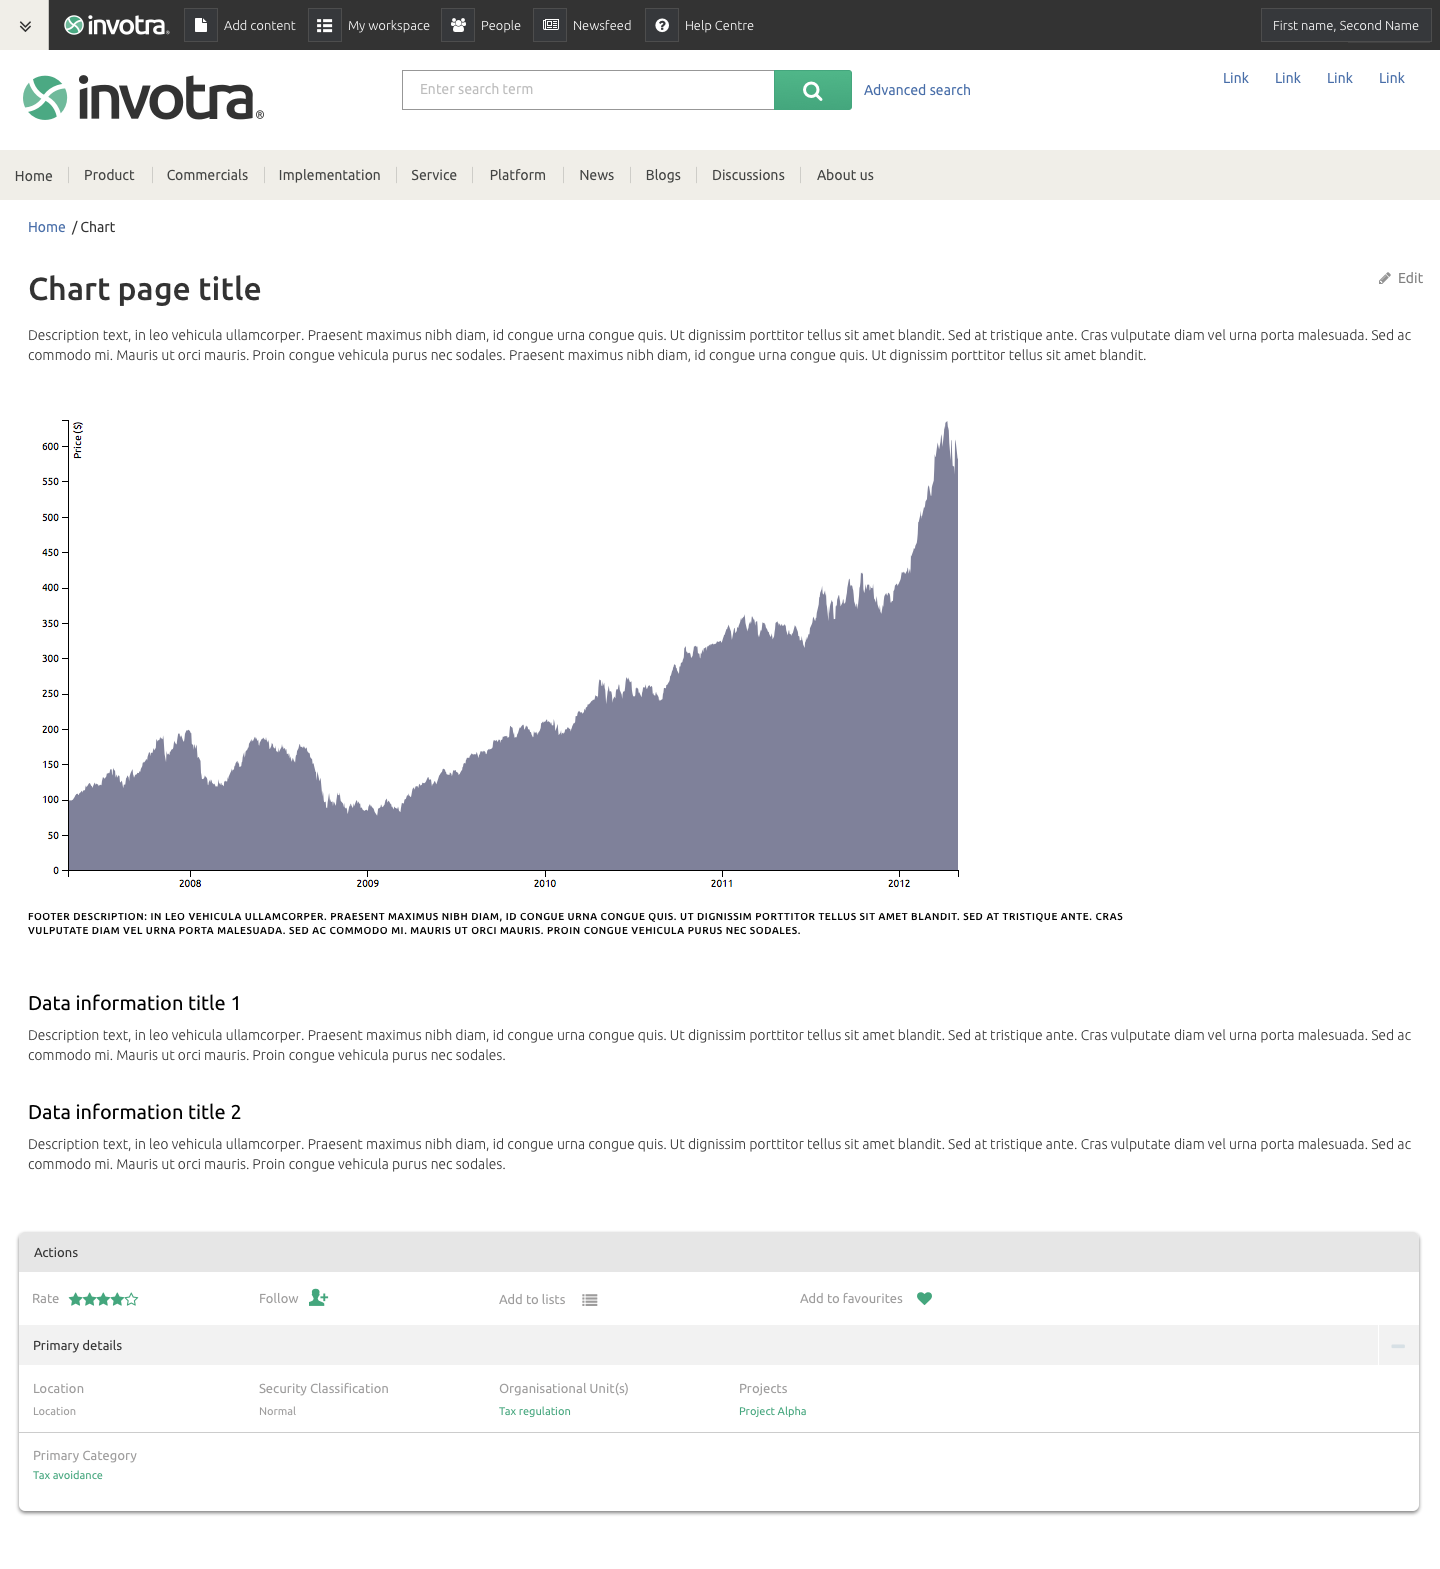 invotra® Add content My workspace People Newsfeed Help Centre First name, Second Name
invotra® Enter search term Advanced search Link Link Link Link
Home Product Commercials Implementation Service Platform News Blogs Discussions About us
Home / Chart
Chart page title
Edit
Description text, in leo vehicula ullamcorper. Praesent maximus nibh diam, id congue urna congue quis. Ut dignissim porttitor tellus sit amet blandit. Sed at tristique ante. Cras vulputate diam vel urna porta malesuada. Sed ac
commodo mi. Mauris ut orci mauris. Proin congue vehicula purus nec sodales. Praesent maximus nibh diam, id congue urna congue quis. Ut dignissim porttitor tellus sit amet blandit.
Price ($)
600
550
500
450
400
350
300
250
200
150
100
50
0
2008 2009 2010 2011 2012
FOOTER DESCRIPTION: IN LEO VEHICULA ULLAMCORPER. PRAESENT MAXIMUS NIBH DIAM, ID CONGUE URNA CONGUE QUIS. UT DIGNISSIM PORTTITOR TELLUS SIT AMET BLANDIT. SED AT TRISTIQUE ANTE. CRAS
VULPUTATE DIAM VEL URNA PORTA MALESUADA. SED AC COMMODO MI. MAURIS UT ORCI MAURIS. PROIN CONGUE VEHICULA PURUS NEC SODALES.
Data information title 1
Description text, in leo vehicula ullamcorper. Praesent maximus nibh diam, id congue urna congue quis. Ut dignissim porttitor tellus sit amet blandit. Sed at tristique ante. Cras vulputate diam vel urna porta malesuada. Sed ac
commodo mi. Mauris ut orci mauris. Proin congue vehicula purus nec sodales.
Data information title 2
Description text, in leo vehicula ullamcorper. Praesent maximus nibh diam, id congue urna congue quis. Ut dignissim porttitor tellus sit amet blandit. Sed at tristique ante. Cras vulputate diam vel urna porta malesuada. Sed ac
commodo mi. Mauris ut orci mauris. Proin congue vehicula purus nec sodales.
Actions
Rate Follow Add to lists Add to favourites
Primary details
Location Security Classification Organisational Unit(s) Projects
Location Normal Tax regulation Project Alpha
Primary Category
Tax avoidance